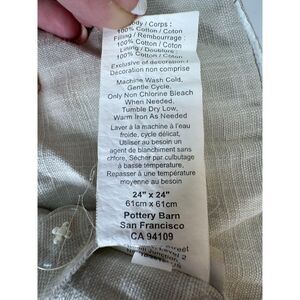 Body / Corps :
100% Cotton / Coton
Filling / Rembourrage :
100% Cotton / Coton
Lining / Doublure :
100% Cotton / Coton
Exclusive of decoration /
Décoration non comprise
Machine Wash Cold,
Gentle Cycle,
Only Non Chlorine Bleach
When Needed.
Tumble Dry Low,
Warm Iron As Needed
Laver à la machine à l'eau
froide, cycle délicat,
Utiliser au besoin un
agent de blanchiment sans
chlore, Sécher par culbutage
à basse température,
Repasser à une température
moyenne au besoin
24" x 24"
61cm x 61cm
Pottery Barn
San Francisco
CA 94109
Street